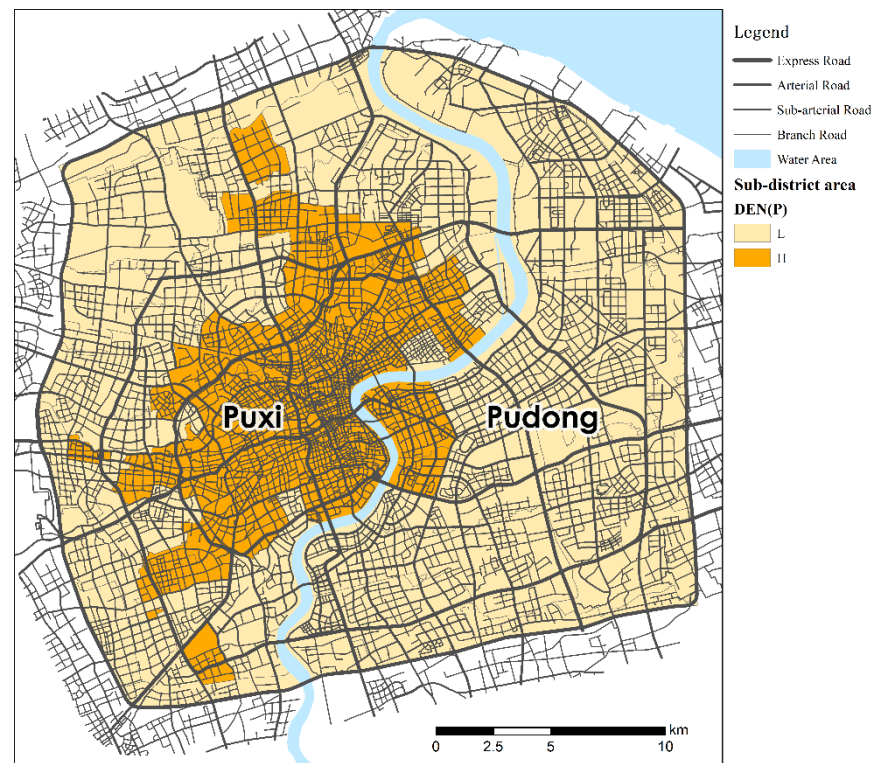 Legend
Express Road
Arterial Road
Sub-arterial Road
Branch Road
Water Area
Sub-district area
DEN(P)
L
H
Puxi
Pudong
km
0 2.5 5 10